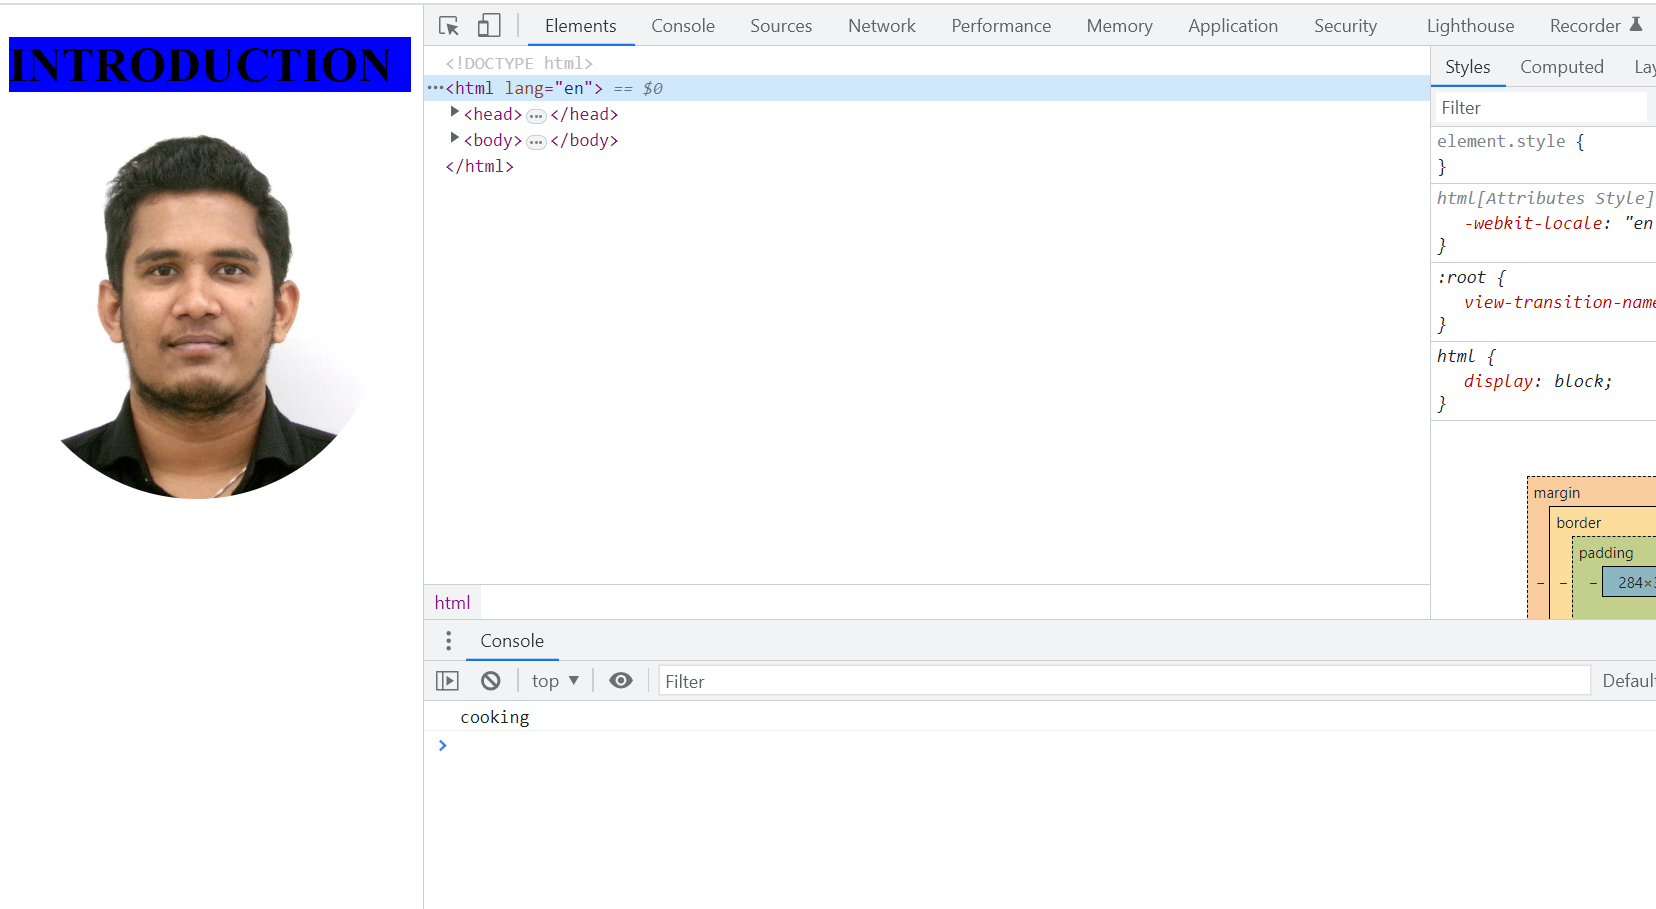 INTRODUCTION
Elements Console Sources Network Performance Memory Application Security Lighthouse Recorder
<!DOCTYPE html>
<html lang="en"> == $0
<head> </head>
<body> </body>
</html>
html
Styles Computed
Filter
element.style {
}
html[Attributes Style]
-webkit-locale: "en
}
:root {
view-transition-name
}
html {
display: block;
}
margin
border
padding
– – – 284×
Console
top Filter Default
cooking